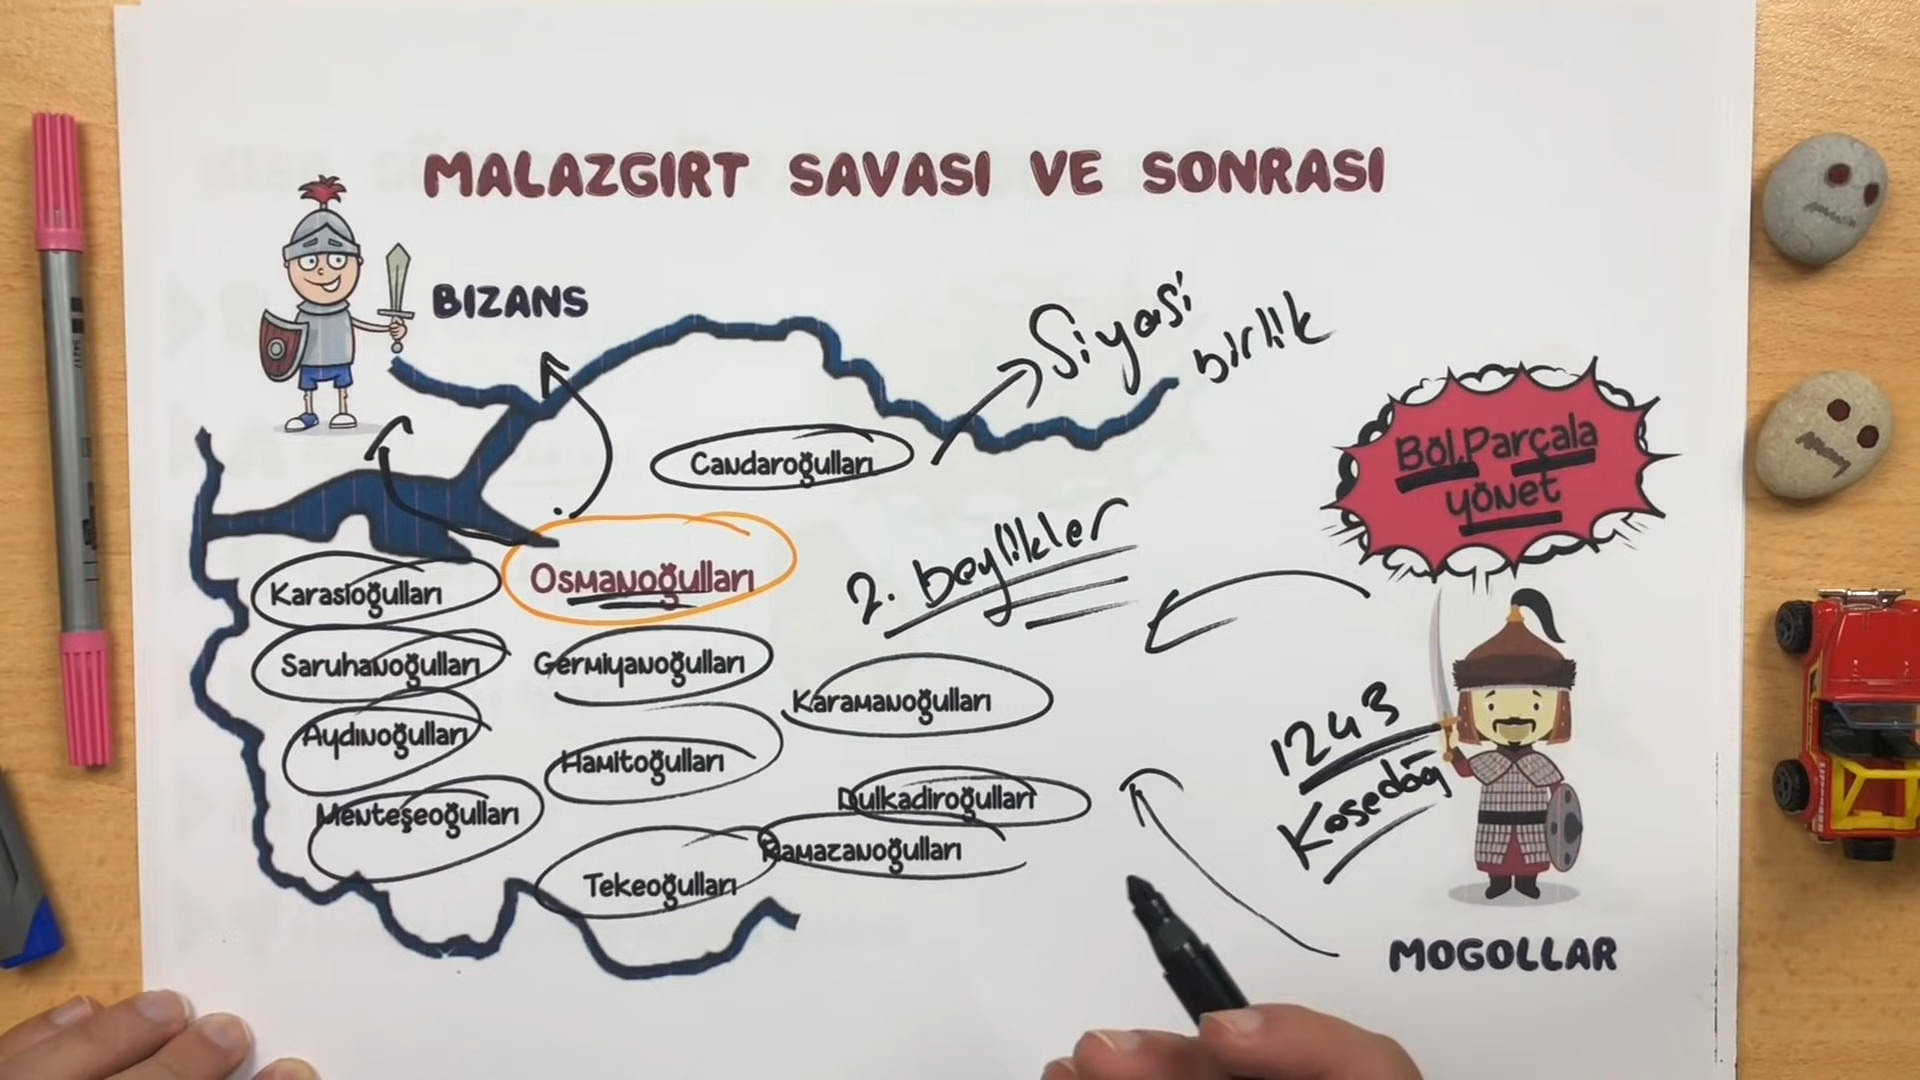 MALAZGIRT SAVASI VE SONRASI
BIZANS
Siyasi
birlik
Böl,Parçala
yönet
Candaroğulları
2. Beylikler
Osmanoğulları
Karasioğulları
Saruhanoğulları
Germiyanoğulları
Karamanoğulları
Aydınoğulları
Hamitoğulları
1243
Kosedağ
Menteşeoğulları
Dulkadiroğulları
Ramazanoğulları
Tekeoğulları
MOGOLLAR